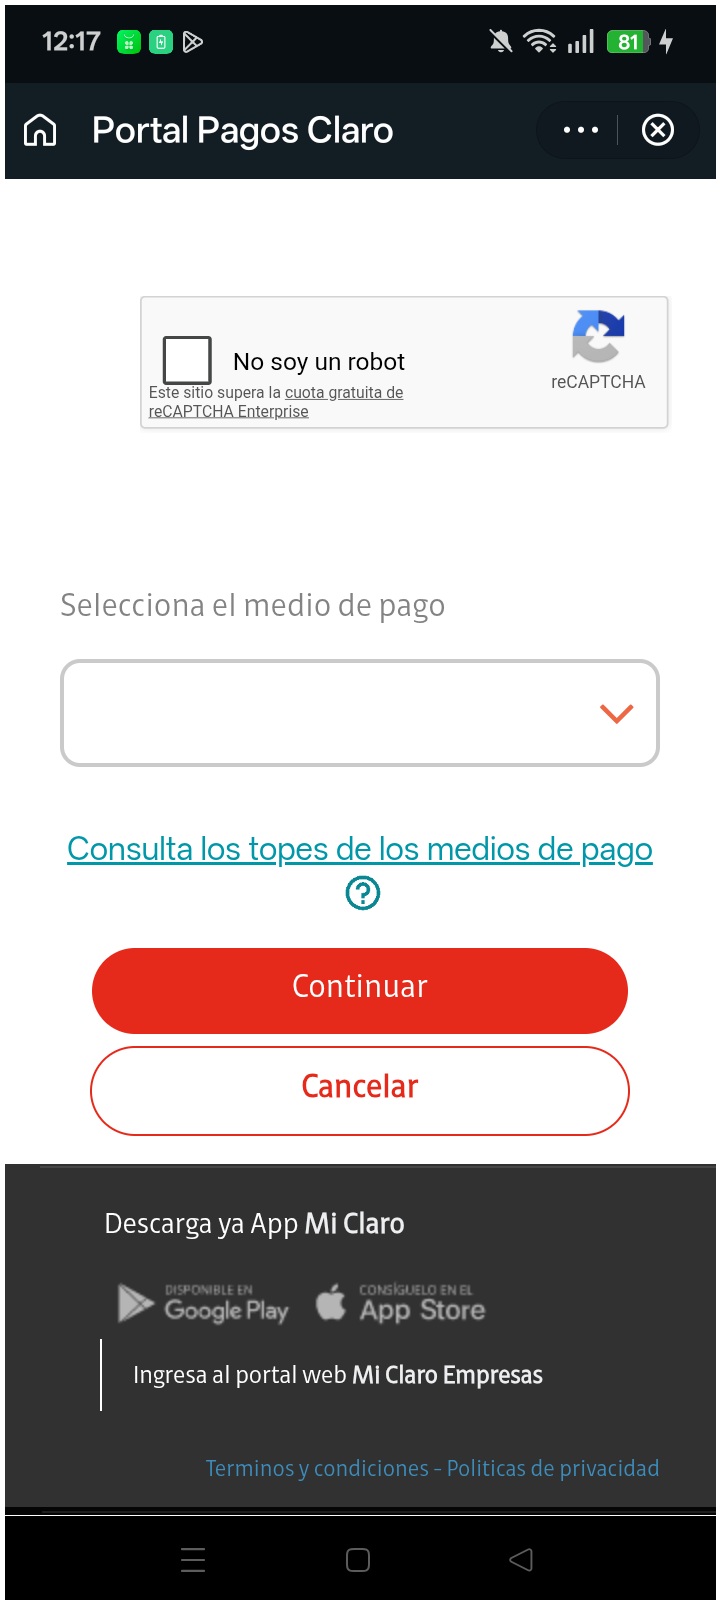 12:17
81
Portal Pagos Claro
No soy un robot
reCAPTCHA
Este sitio supera la cuota gratuita de
reCAPTCHA Enterprise
Selecciona el medio de pago
Consulta los topes de los medios de pago
?
Continuar
Cancelar
Descarga ya App Mi Claro
DISPONIBLE EN
Google Play
CONSÍGUELO EN EL
App Store
Ingresa al portal web Mi Claro Empresas
Terminos y condiciones - Politicas de privacidad